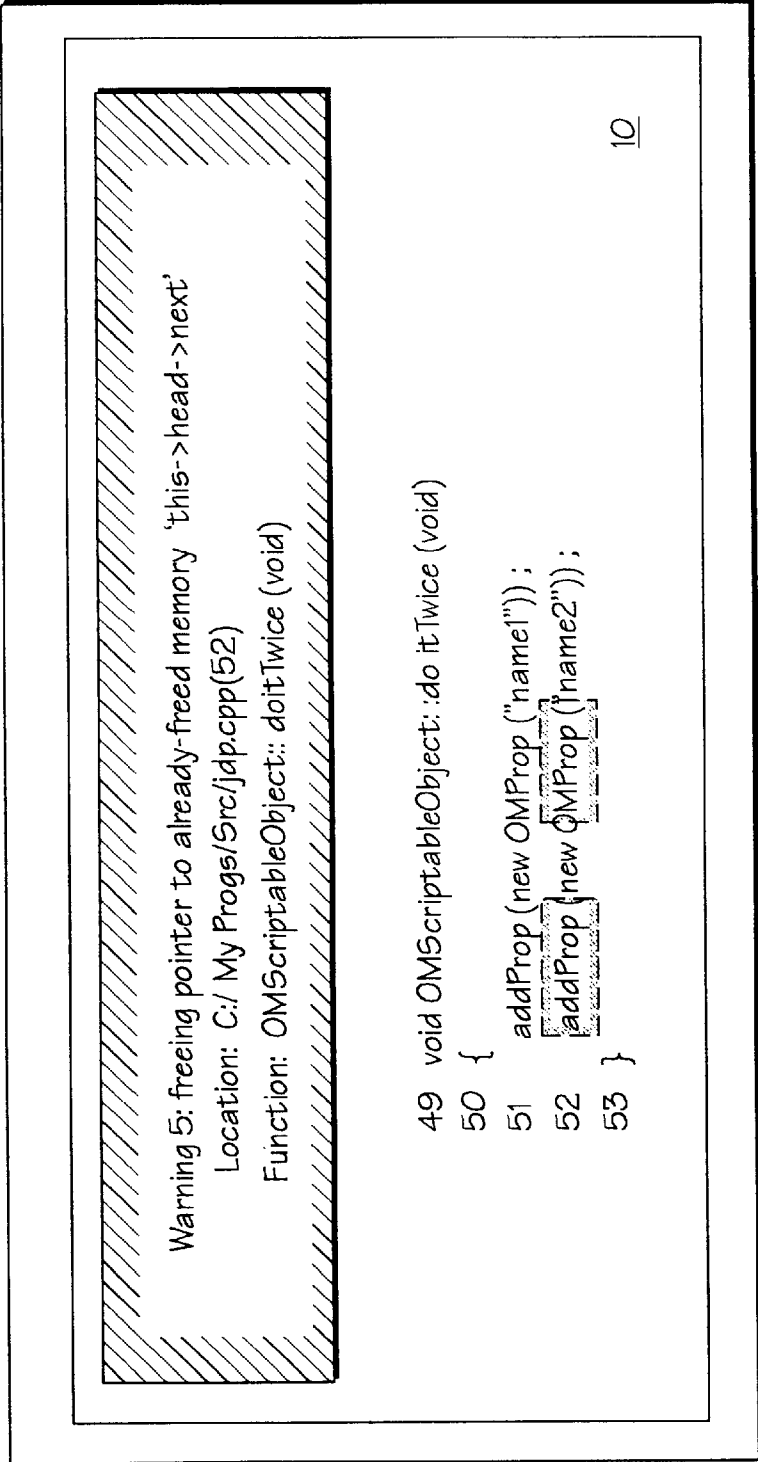 Warning 5: freeing pointer to already-freed memory 'this->head->next'
Location: C:/ My Progs/Src/jdp.cpp(52)
Function: OMScriptableObject:: doitTwice (void)
49 void OMScriptableObject: :do itTwice (void)
50 {
51 addProp (new OMProp ("name1")) ;
52 addProp (new OMProp ("name2")) ;
53 }
10